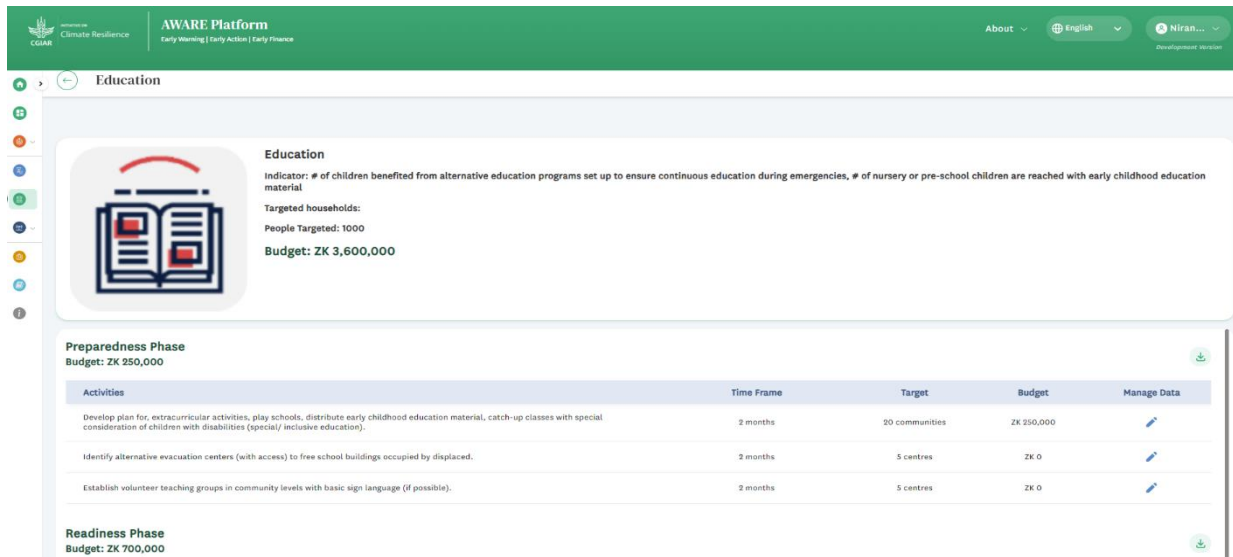 INITIATIVE ON
Climate Resilience
CGIAR
AWARE Platform
Early Warning | Early Action | Early Finance
About
English
Niran...
Development Version
Education
Education
Indicator: # of children benefited from alternative education programs set up to ensure continuous education during emergencies, # of nursery or pre-school children are reached with early childhood education
material
Targeted households:
People Targeted: 1000
Budget: ZK 3,600,000
Preparedness Phase
Budget: ZK 250,000
Activities Time Frame Target Budget Manage Data
Develop plan for, extracurricular activities, play schools, distribute early childhood education material, catch-up classes with special
consideration of children with disabilities (special/ inclusive education).
2 months 20 communities ZK 250,000
Identify alternative evacuation centers (with access) to free school buildings occupied by displaced. 2 months 5 centres ZK 0
Establish volunteer teaching groups in community levels with basic sign language (if possible). 2 months 5 centres ZK 0
Readiness Phase
Budget: ZK 700,000